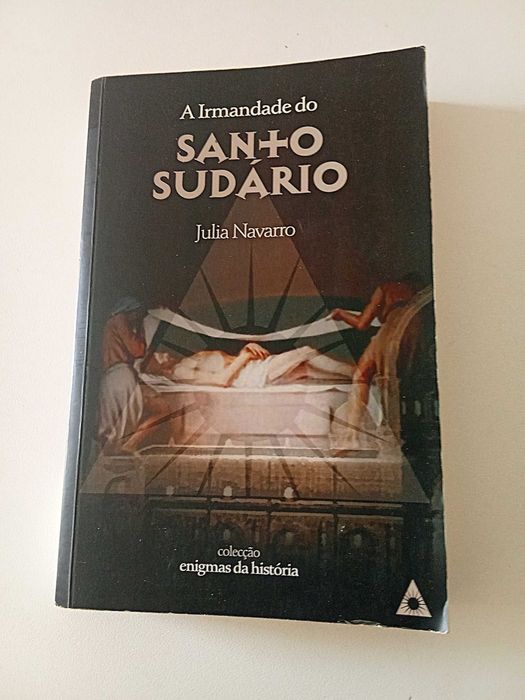 A Irmandade do
SANTO
SUDÁRIO
Julia Navarro
colecção
enigmas da história